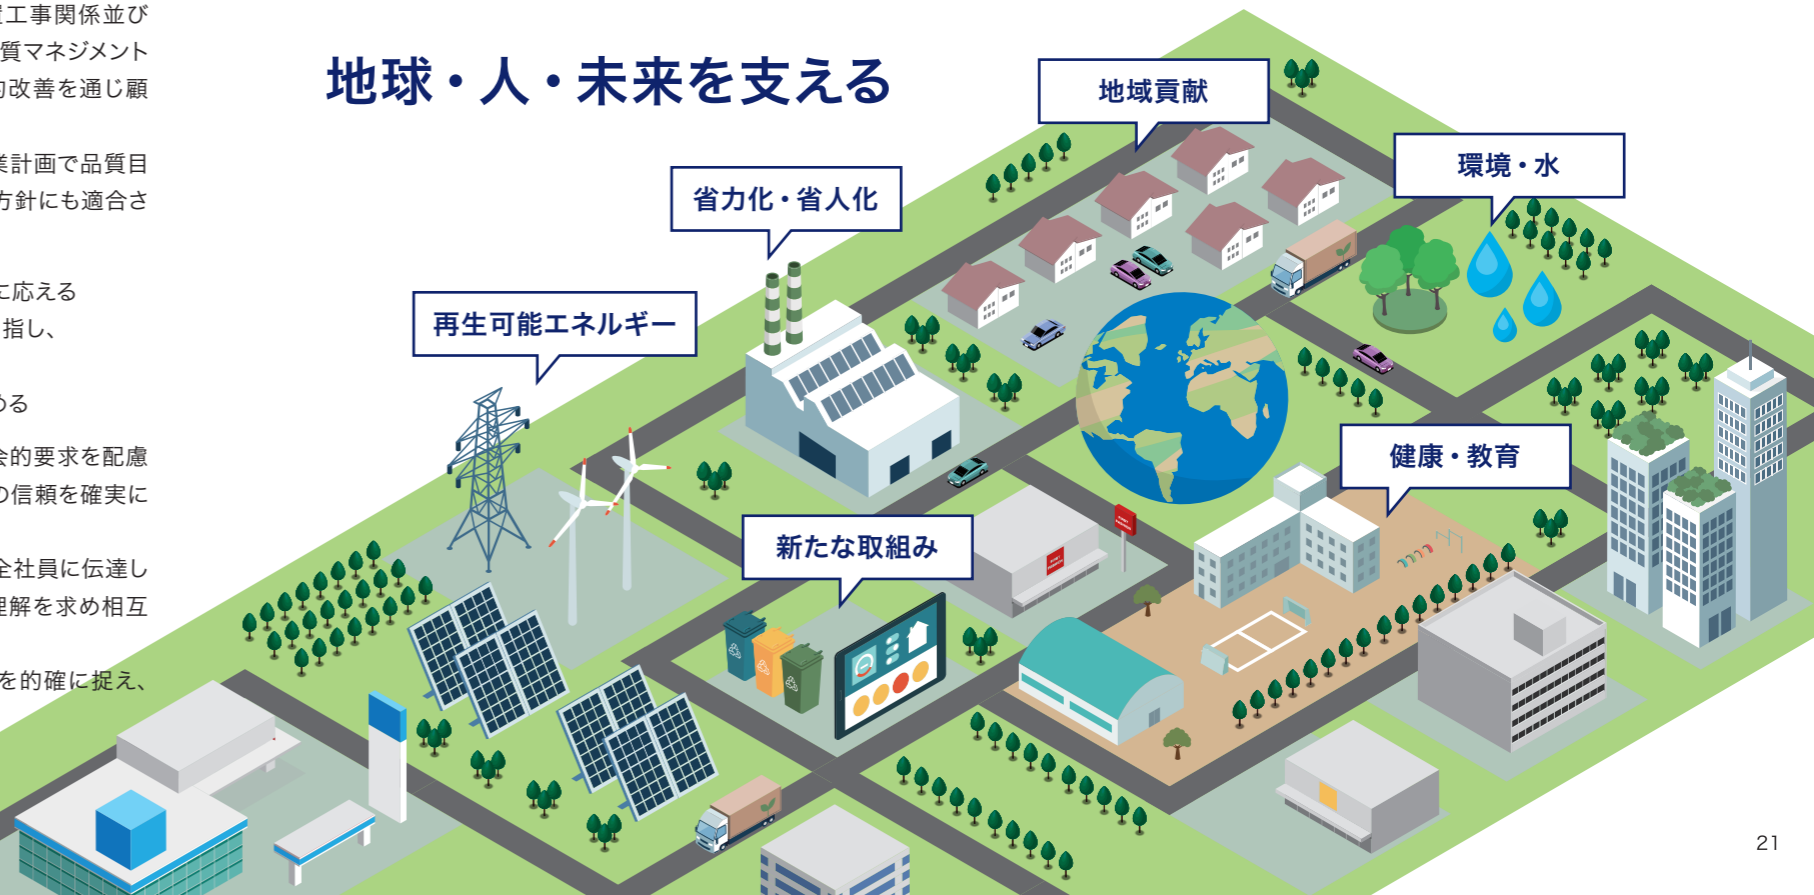 置工事関係並び
質マネジメント
的改善を通じ顧
業計画で品質目
方針にも適合さ
に応える
指し、
める
会的要求を配慮
の信頼を確実に
全社員に伝達し
理解を求め相互
を的確に捉え、
地球・人・未来を支える
地域貢献
環境・水
省力化・省人化
再生可能エネルギー
健康・教育
新たな取組み
21